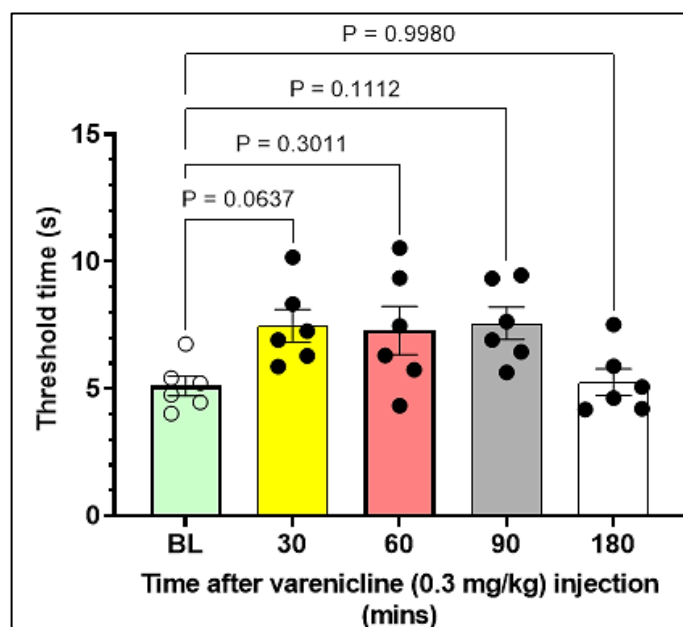 P = 0.9980
P = 0.1112
P = 0.3011
P = 0.0637
15
10
5
0
Threshold time (s)
BL 30 60 90 180
Time after varenicline (0.3 mg/kg) injection
(mins)